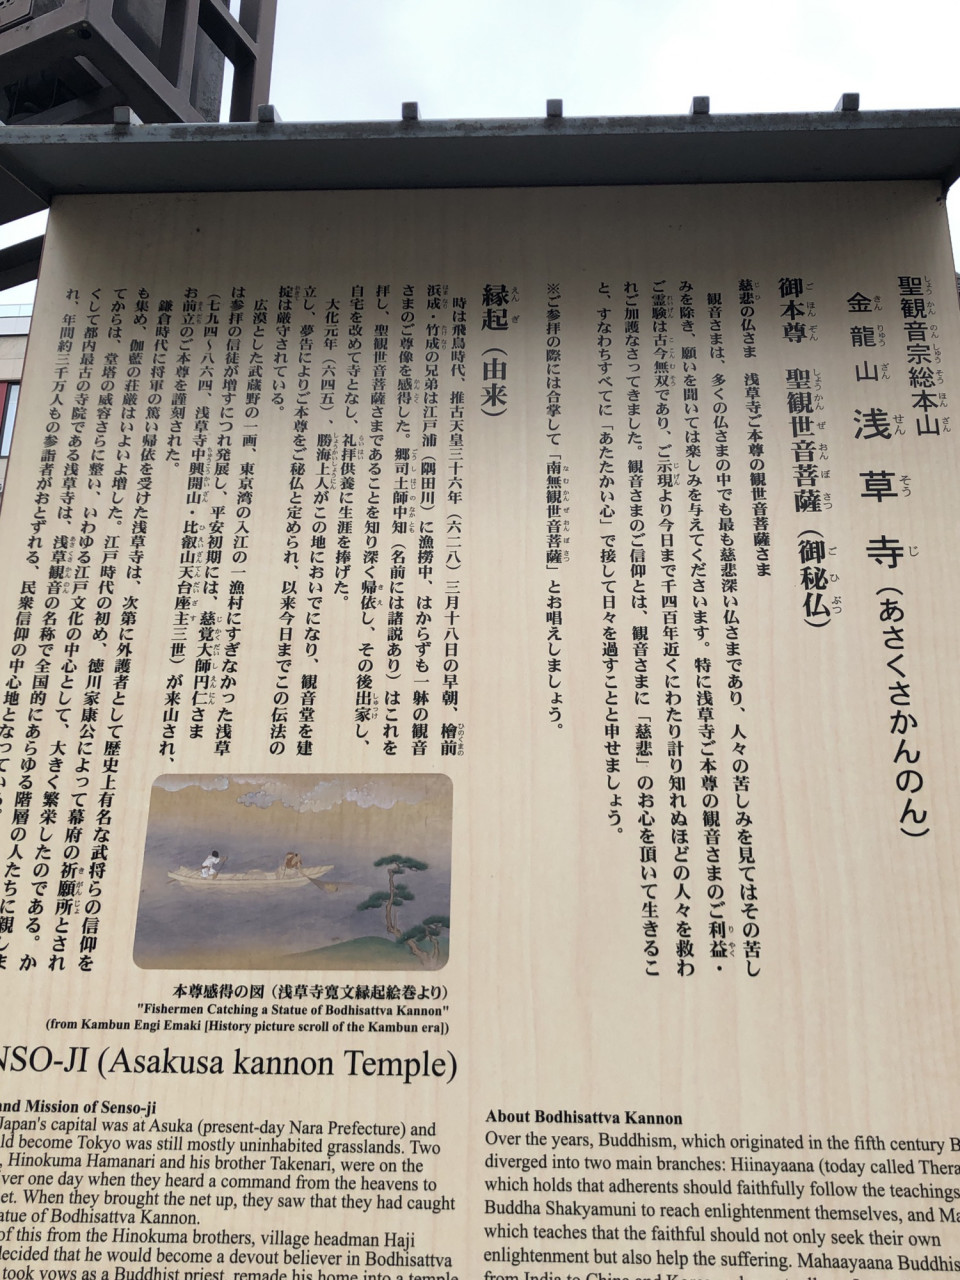 聖観音宗総本山
金龍山 浅草寺(あさくさかんのん)
御本尊 聖観世音菩薩(御秘仏)
慈悲の仏さま 浅草寺ご本尊の観世音菩薩さま
観音さまは、多くの仏さまの中でも最も慈悲深い仏さまであり、人々の苦しみを見てはその苦し
みを除き、願いを聞いては楽しみを与えてくださいます。特に浅草寺ご本尊の観音さまのご利益・
ご霊験は古今無双であり、ご示現より今日まで千四百年近くにわたり計り知れぬほどの人々を救わ
れご加護なさってきました。観音さまのご信仰とは、観音さまに「慈悲」のお心を頂いて生きるこ
と、すなわちすべてに「あたたかい心」で接して日々を過すことと申せましょう。
※ご参拝の際には合掌して「南無観世音菩薩」とお唱えしましょう。
縁起(由来)
時は飛鳥時代、推古天皇三十六年(六二八)三月十八日の早朝、檜前
浜成・竹成の兄弟は江戸浦(隅田川)に漁撈中、はからずも一躰の観音
さまのご尊像を感得した。郷司土師中知(名前には諸説あり)はこれを
拝し、聖観世音菩薩さまであることを知り深く帰依し、その後出家し、
自宅を改めて寺となし、礼拝供養に生涯を捧げた。
大化元年(六四五)、勝海上人がこの地においでになり、観音堂を建
立し、夢告によりご本尊をご秘仏と定められ、以来今日までこの伝法の
掟は厳守されている。
広漠とした武蔵野の一画、東京湾の入江の一漁村にすぎなかった浅草
は参拝の信徒が増すにつれ発展し、平安初期には、慈覚大師円仁さま
(七九四〜八六四、浅草寺中興開山・比叡山天台座主三世)が来山され、
お前立のご本尊を謹刻された。
鎌倉時代に将軍の篤い帰依を受けた浅草寺は、次第に外護者として歴史上有名な武将らの信仰を
も集め、伽藍の荘厳はいよいよ増した。江戸時代の初め、徳川家康公によって幕府の祈願所とされ
てからは、堂塔の威容さらに整い、いわゆる江戸文化の中心として、大きく繁栄したのである。か
くして都内最古の寺院である浅草寺は、浅草観音の名称で全国的にあらゆる階層の人たちに親しま
れ、年間約三千万人もの参詣者がおとずれる、民衆信仰の中心地となっている。
本尊感得の図(浅草寺寛文縁起絵巻より)
"Fishermen Catching a Statue of Bodhisattva Kannon"
(from Kambun Engi Emaki [History picture scroll of the Kambun era])
NSO-JI (Asakusa kannon Temple)
and Mission of Senso-ji
Japan's capital was at Asuka (present-day Nara Prefecture) and
ld become Tokyo was still mostly uninhabited grasslands. Two
, Hinokuma Hamanari and his brother Takenari, were on the
ver one day when they heard a command from the heavens to
et. When they brought the net up, they saw that they had caught
atue of Bodhisattva Kannon.
of this from the Hinokuma brothers, village headman Haji
decided that he would become a devout believer in Bodhisattva
took vows as a Buddhist priest, remade his home into a temple
About Bodhisattva Kannon
Over the years, Buddhism, which originated in the fifth century B
diverged into two main branches: Hiinayaana (today called Thera
which holds that adherents should faithfully follow the teachings
Buddha Shakyamuni to reach enlightenment themselves, and Ma
which teaches that the faithful should not only seek their own
enlightenment but also help the suffering. Mahaayaana Buddhis
from India to China and Korea